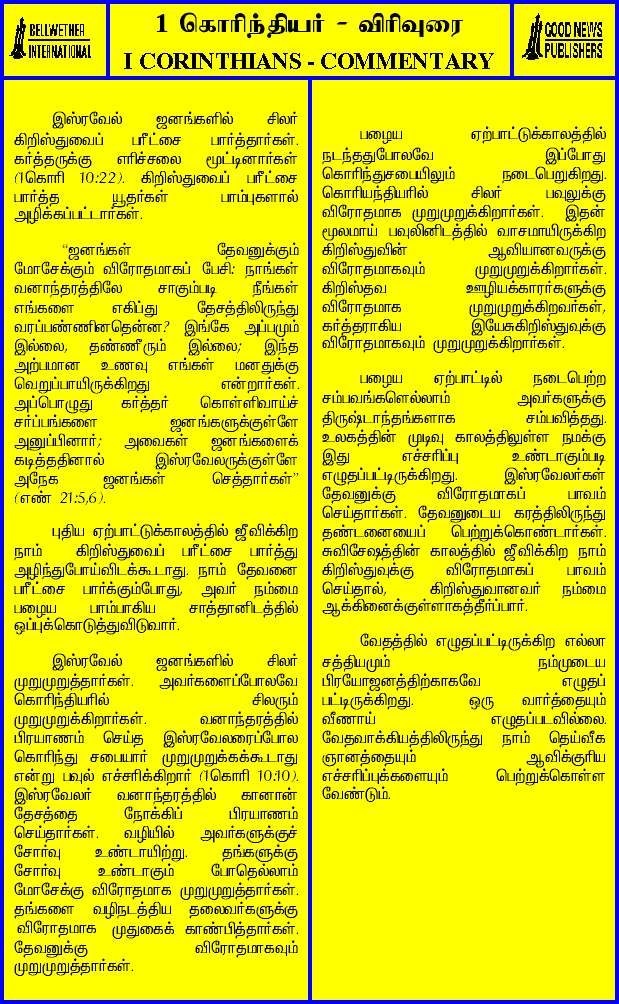 BELLWETHER
INTERNATIONAL
1 கொரிந்தியர் - விரிவுரை
I CORINTHIANS - COMMENTARY
GOOD NEWS
PUBLISHERS
இஸ்ரவேல் ஜனங்களில் சிலர்
கிறிஸ்துவைப் பரீட்சை பார்த்தார்கள்.
கர்த்தருக்கு எரிச்சலை மூட்டினார்கள்
(1கொரி 10:22). கிறிஸ்துவைப் பரீட்சை
பார்த்த யூதர்கள் பாம்புகளால்
அழிக்கப்பட்டார்கள்.
“ஜனங்கள் தேவனுக்கும்
மோசேக்கும் விரோதமாகப் பேசி: நாங்கள்
வனாந்தரத்திலே சாகும்படி நீங்கள்
எங்களை எகிப்து தேசத்திலிருந்து
வரப்பண்ணினதென்ன? இங்கே அப்பமும்
இல்லை, தண்ணீரும் இல்லை; இந்த
அற்பமான உணவு எங்கள் மனதுக்கு
வெறுப்பாயிருக்கிறது என்றார்கள்.
அப்பொழுது கர்த்தர் கொள்ளிவாய்ச்
சர்ப்பங்களை ஜனங்களுக்குள்ளே
அனுப்பினார்; அவைகள் ஜனங்களைக்
கடித்ததினால் இஸ்ரவேலருக்குள்ளே
அநேக ஜனங்கள் செத்தார்கள்”
(எண் 21:5,6).
புதிய ஏற்பாட்டுக்காலத்தில் ஜீவிக்கிற
நாம் கிறிஸ்துவைப் பரீட்சை பார்த்து
அழிந்துபோய்விடக்கூடாது. நாம் தேவனை
பரீட்சை பார்க்கும்போது, அவர் நம்மை
பழைய பாம்பாகிய சாத்தானிடத்தில்
ஒப்புக்கொடுத்துவிடுவார்.
இஸ்ரவேல் ஜனங்களில் சிலர்
முறுமுறுத்தார்கள். அவர்களைப்போலவே
கொரிந்தியரில் சிலரும்
முறுமுறுக்கிறார்கள். வனாந்தரத்தில்
பிரயாணம் செய்த இஸ்ரவேலரைப்போல
கொரிந்து சபையார் முறுமுறுக்கக்கூடாது
என்று பவுல் எச்சரிக்கிறார் (1கொரி 10:10).
இஸ்ரவேலர் வனாந்தரத்தில் கானான்
தேசத்தை நோக்கிப் பிரயாணம்
செய்தார்கள். வழியில் அவர்களுக்குச்
சோர்வு உண்டாயிற்று. தங்களுக்கு
சோர்வு உண்டாகும் போதெல்லாம்
மோசேக்கு விரோதமாக முறுமுறுத்தார்கள்.
தங்களை வழிநடத்திய தலைவர்களுக்கு
விரோதமாக முதுகைக் காண்பித்தார்கள்.
தேவனுக்கு விரோதமாகவும்
முறுமுறுத்தார்கள்.
பழைய ஏற்பாட்டுக்காலத்தில்
நடந்ததுபோலவே இப்போது
கொரிந்துசபையிலும் நடைபெறுகிறது.
கொரியந்தியரில் சிலர் பவுலுக்கு
விரோதமாக முறுமுறுக்கிறார்கள். இதன்
மூலமாய் பவுலினிடத்தில் வாசமாயிருக்கிற
கிறிஸ்துவின் ஆவியானவருக்கு
விரோதமாகவும் முறுமுறுக்கிறார்கள்.
கிறிஸ்தவ ஊழியக்காரர்களுக்கு
விரோதமாக முறுமுறுக்கிறவர்கள்,
கர்த்தராகிய இயேசுகிறிஸ்துவுக்கு
விரோதமாகவும் முறுமுறுக்கிறார்கள்.
பழைய ஏற்பாட்டில் நடைபெற்ற
சம்பவங்களெல்லாம் அவர்களுக்கு
திருஷ்டாந்தங்களாக சம்பவித்தது.
உலகத்தின் முடிவு காலத்திலுள்ள நமக்கு
இது எச்சரிப்பு உண்டாகும்படி
எழுதப்பட்டிருக்கிறது. இஸ்ரவேலர்கள்
தேவனுக்கு விரோதமாகப் பாவம்
செய்தார்கள். தேவனுடைய கரத்திலிருந்து
தண்டனையைப் பெற்றுக்கொண்டார்கள்.
சுவிசேஷத்தின் காலத்தில் ஜீவிக்கிற நாம்
கிறிஸ்துவுக்கு விரோதமாகப் பாவம்
செய்தால், கிறிஸ்துவானவர் நம்மை
ஆக்கினைக்குள்ளாகத்தீர்ப்பார்.
வேதத்தில் எழுதப்பட்டிருக்கிற எல்லா
சத்தியமும் நம்முடைய
பிரயோஜனத்திற்காகவே எழுதப்
பட்டிருக்கிறது. ஒரு வார்த்தையும்
வீணாய் எழுதப்படவில்லை.
வேதவாக்கியத்திலிருந்து நாம் தெய்வீக
ஞானத்தையும் ஆவிக்குரிய
எச்சரிப்புக்களையும் பெற்றுக்கொள்ள
வேண்டும்.